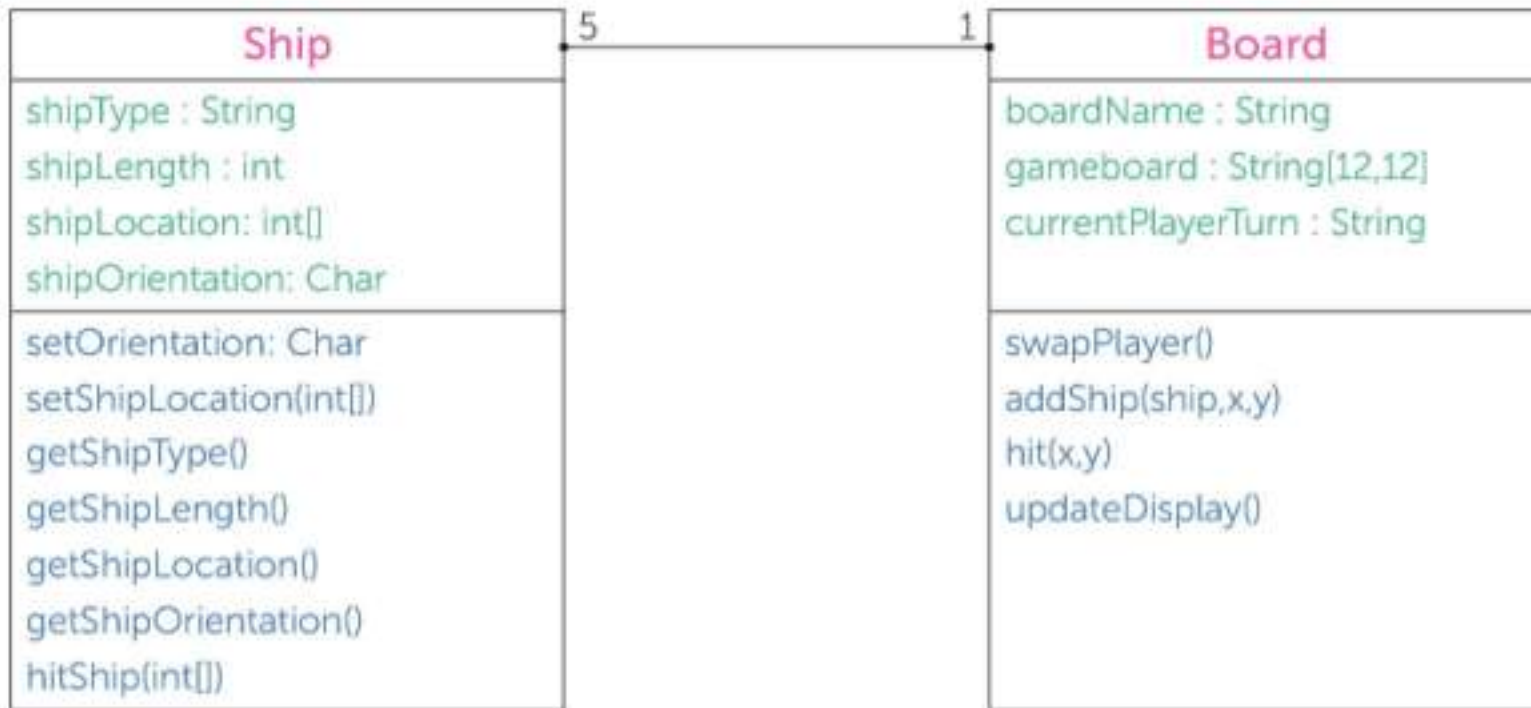 Ship
shipType : String
shipLength : int
shipLocation: int[]
shipOrientation: Char
setOrientation: Char
setShipLocation(int[])
getShipType()
getShipLength()
getShipLocation()
getShipOrientation()
hitShip(int[])
5
1
Board
boardName : String
gameboard : String[12,12]
currentPlayerTurn : String
swapPlayer()
addShip(ship,x,y)
hit(x,y)
updateDisplay()